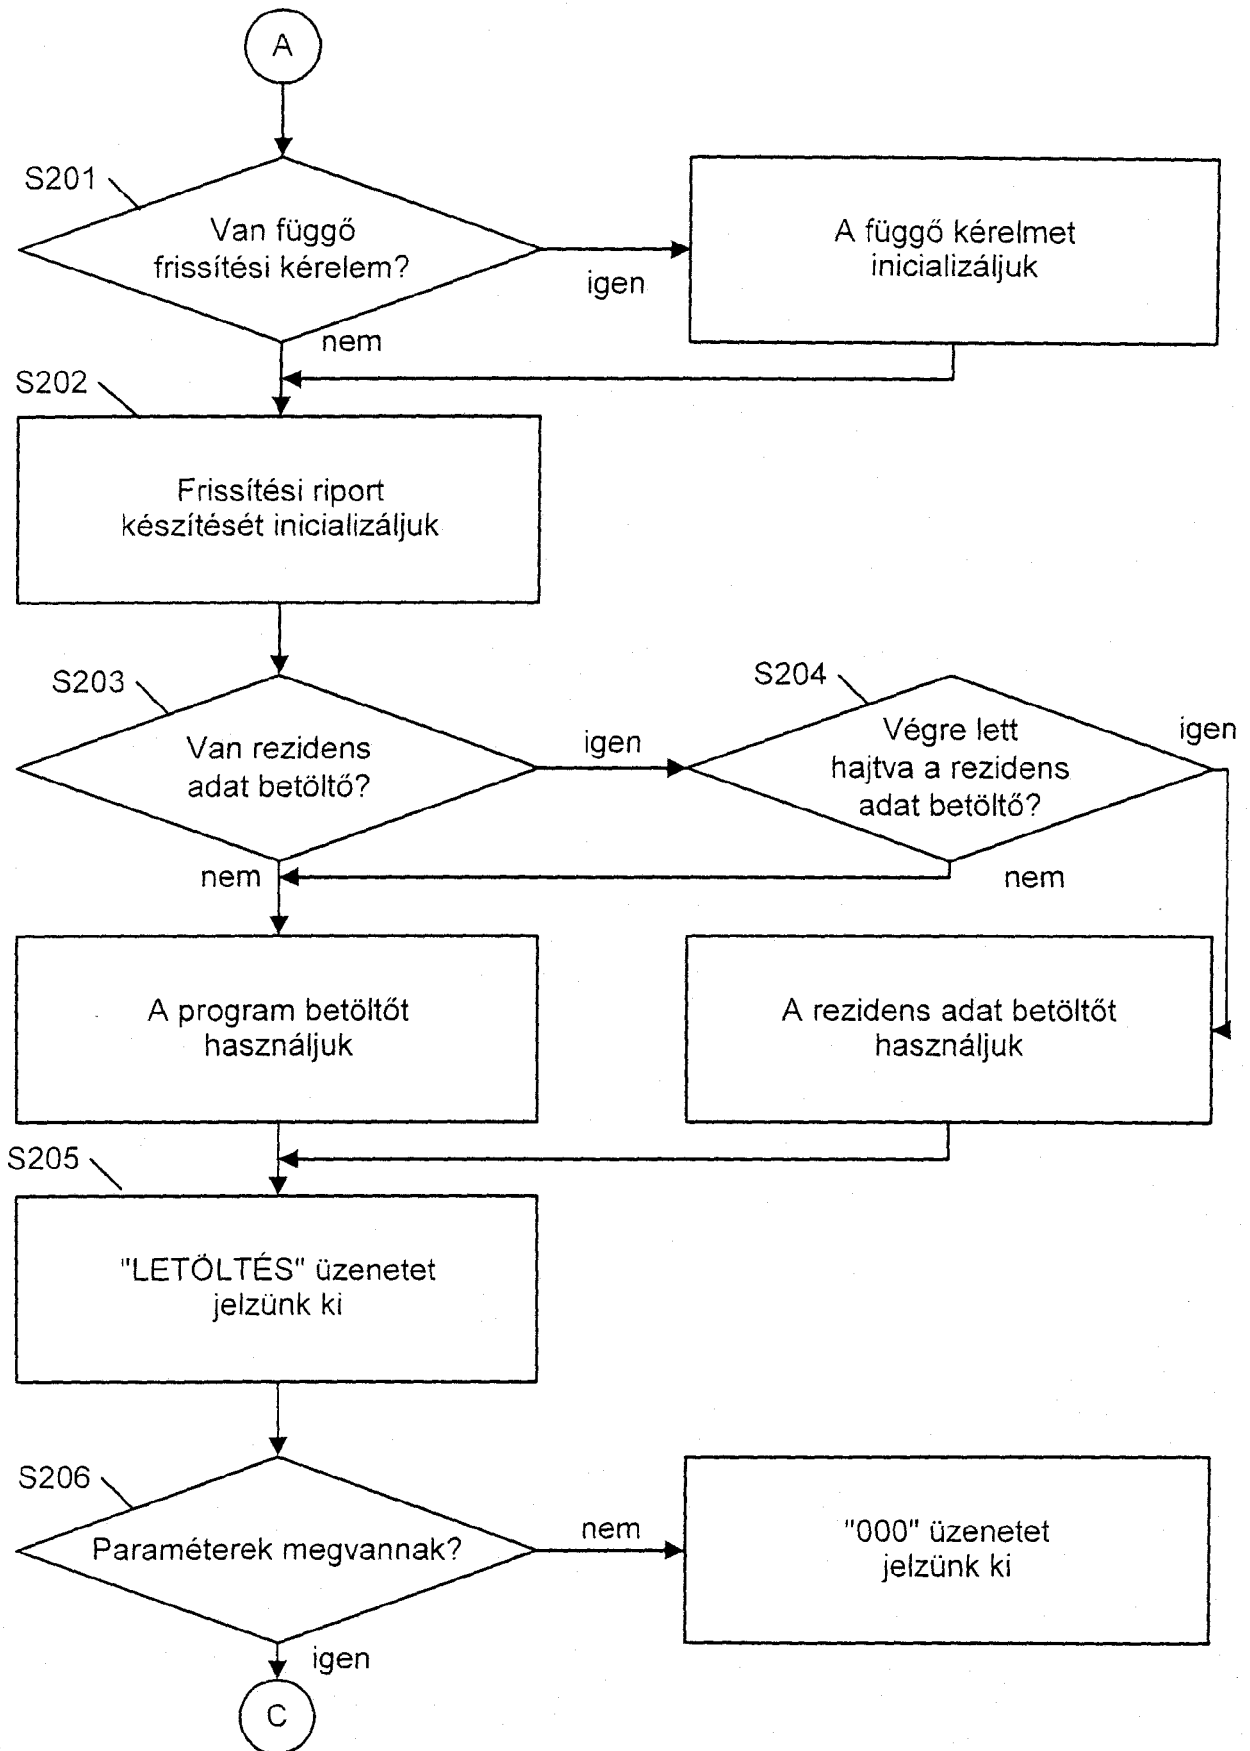 A
S201
Van függő
frissítési kérelem?
igen
A függő kérelmet
inicializáljuk
nem
S202
Frissítési riport
készítését inicializáljuk
S203
Van rezidens
adat betöltő?
igen
S204
Végre lett
hajtva a rezidens
adat betöltő?
igen
nem
nem
A program betöltőt
használjuk
A rezidens adat betöltőt
használjuk
S205
"LETÖLTÉS" üzenetet
jelzünk ki
S206
Paraméterek megvannak?
nem
"000" üzenetet
jelzünk ki
igen
C